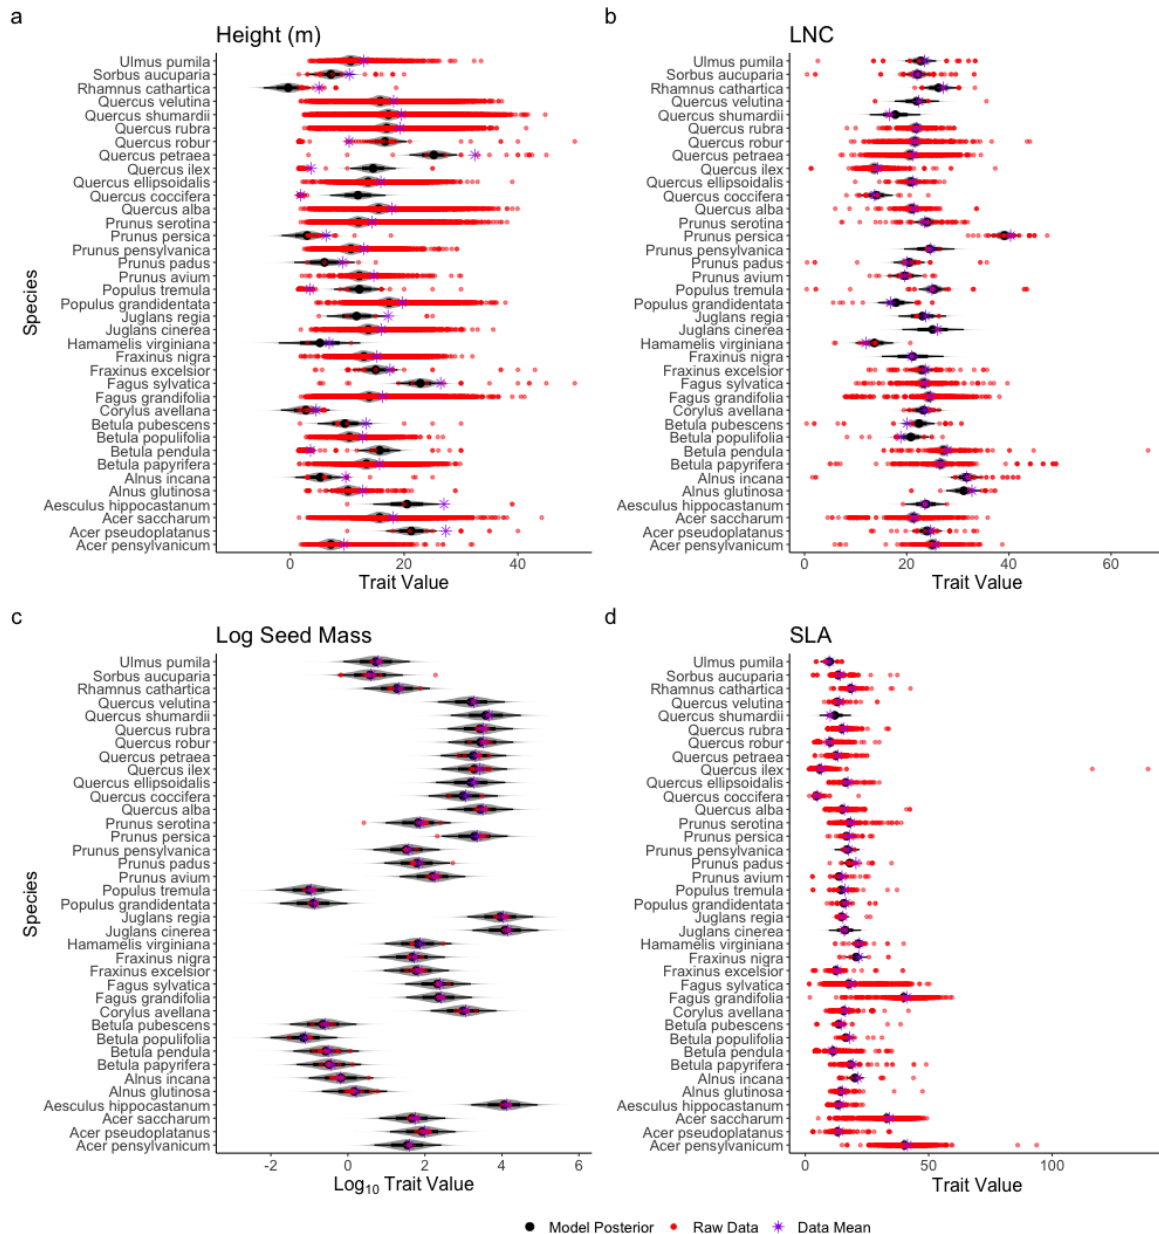 a
Height (m)
Species
Ulmus pumila
Sorbus aucuparia
Rhamnus cathartica
Quercus velutina
Quercus shumardii
Quercus rubra
Quercus robur
Quercus petraea
Quercus ilex
Quercus ellipsoidalis
Quercus coccifera
Quercus alba
Prunus serotina
Prunus persica
Prunus pensylvanica
Prunus padus
Prunus avium
Populus tremula
Populus grandidentata
Juglans regia
Juglans cinerea
Hamamelis virginiana
Fraxinus nigra
Fraxinus excelsior
Fagus sylvatica
Fagus grandifolia
Corylus avellana
Betula pubescens
Betula populifolia
Betula pendula
Betula papyrifera
Alnus incana
Alnus glutinosa
Aesculus hippocastanum
Acer saccharum
Acer pseudoplatanus
Acer pensylvanicum
0 20 40
Trait Value
b
LNC
Ulmus pumila
Sorbus aucuparia
Rhamnus cathartica
Quercus velutina
Quercus shumardii
Quercus rubra
Quercus robur
Quercus petraea
Quercus ilex
Quercus ellipsoidalis
Quercus coccifera
Quercus alba
Prunus serotina
Prunus persica
Prunus pensylvanica
Prunus padus
Prunus avium
Populus tremula
Populus grandidentata
Juglans regia
Juglans cinerea
Hamamelis virginiana
Fraxinus nigra
Fraxinus excelsior
Fagus sylvatica
Fagus grandifolia
Corylus avellana
Betula pubescens
Betula populifolia
Betula pendula
Betula papyrifera
Alnus incana
Alnus glutinosa
Aesculus hippocastanum
Acer saccharum
Acer pseudoplatanus
Acer pensylvanicum
0 20 40 60
Trait Value
c
Log Seed Mass
Species
Ulmus pumila
Sorbus aucuparia
Rhamnus cathartica
Quercus velutina
Quercus shumardii
Quercus rubra
Quercus robur
Quercus petraea
Quercus ilex
Quercus ellipsoidalis
Quercus coccifera
Quercus alba
Prunus serotina
Prunus persica
Prunus pensylvanica
Prunus padus
Prunus avium
Populus tremula
Populus grandidentata
Juglans regia
Juglans cinerea
Hamamelis virginiana
Fraxinus nigra
Fraxinus excelsior
Fagus sylvatica
Fagus grandifolia
Corylus avellana
Betula pubescens
Betula populifolia
Betula pendula
Betula papyrifera
Alnus incana
Alnus glutinosa
Aesculus hippocastanum
Acer saccharum
Acer pseudoplatanus
Acer pensylvanicum
-2 0 2 4 6
Log₁₀ Trait Value
d
SLA
Ulmus pumila
Sorbus aucuparia
Rhamnus cathartica
Quercus velutina
Quercus shumardii
Quercus rubra
Quercus robur
Quercus petraea
Quercus ilex
Quercus ellipsoidalis
Quercus coccifera
Quercus alba
Prunus serotina
Prunus persica
Prunus pensylvanica
Prunus padus
Prunus avium
Populus tremula
Populus grandidentata
Juglans regia
Juglans cinerea
Hamamelis virginiana
Fraxinus nigra
Fraxinus excelsior
Fagus sylvatica
Fagus grandifolia
Corylus avellana
Betula pubescens
Betula populifolia
Betula pendula
Betula papyrifera
Alnus incana
Alnus glutinosa
Aesculus hippocastanum
Acer saccharum
Acer pseudoplatanus
Acer pensylvanicum
0 50 100
Trait Value
Model Posterior Raw Data Data Mean